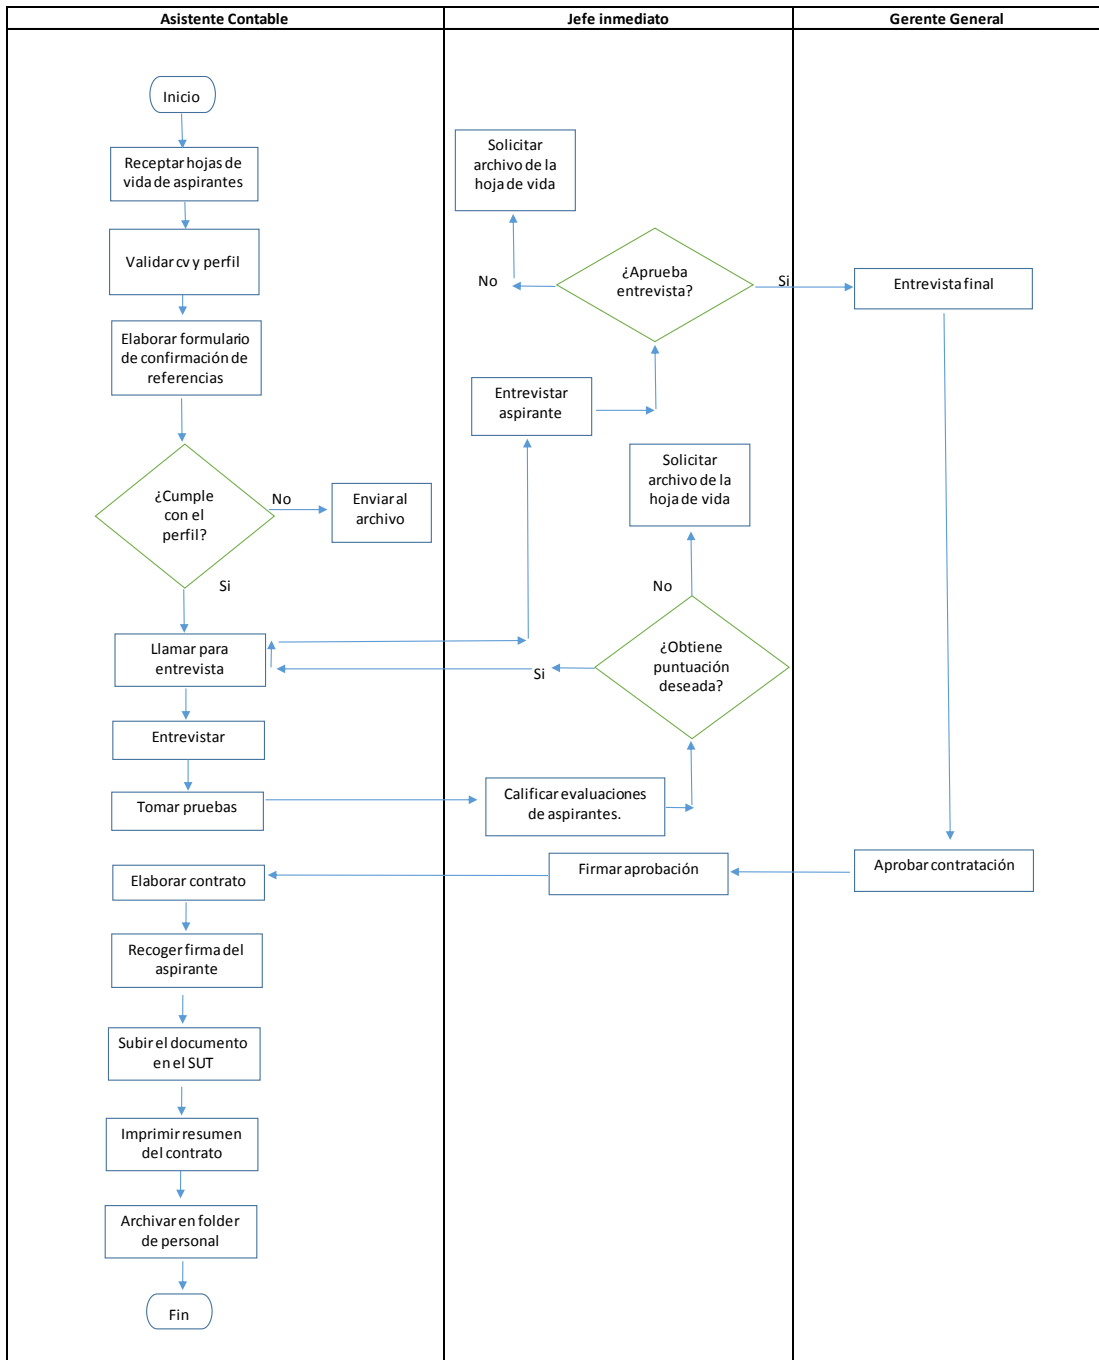 Asistente Contable
Jefe inmediato
Gerente General
Inicio
Receptar hojas de
vida de aspirantes
Validar cv y perfil
Elaborar formulario
de confirmación de
referencias
¿Cumple
con el
perfil?
No
Enviar al
archivo
Si
Llamar para
entrevista
Entrevistar
Tomar pruebas
Elaborar contrato
Recoger firma del
aspirante
Subir el documento
en el SUT
Imprimir resumen
del contrato
Archivar en folder
de personal
Fin
Solicitar
archivo de la
hoja de vida
No
¿Aprueba
entrevista?
Si
Entrevistar
aspirante
Solicitar
archivo de la
hoja de vida
No
¿Obtiene
puntuación
deseada?
Si
Calificar evaluaciones
de aspirantes.
Firmar aprobación
Entrevista final
Aprobar contratación